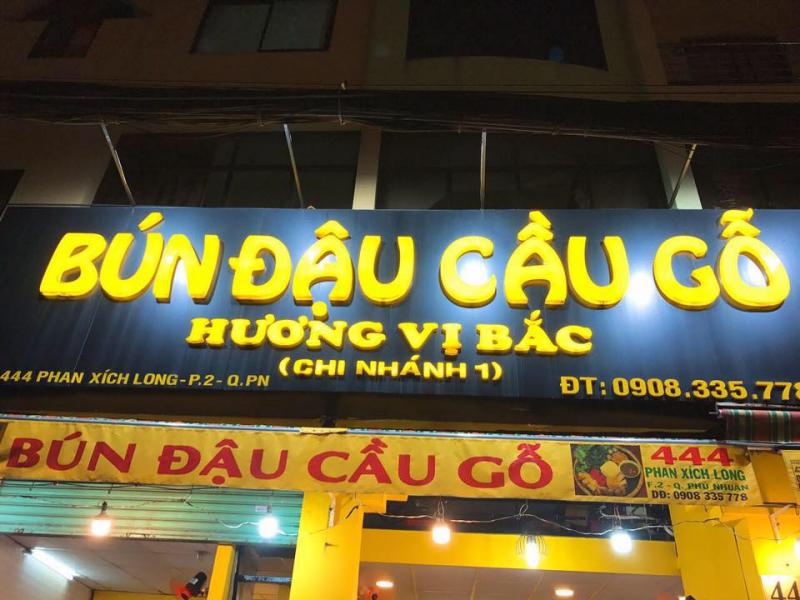 BÚN ĐẬU CẦU GỖ
HƯƠNG VỊ BẮC
(CHI NHÁNH 1)
444 PHAN XÍCH LONG - P.2 - Q.PN
ĐT: 0908.335.778
BÚN ĐẬU CẦU GỖ
444
PHAN XÍCH LONG
F.2 - Q. PHÚ NHUẬN
DĐ: 0908 335 778